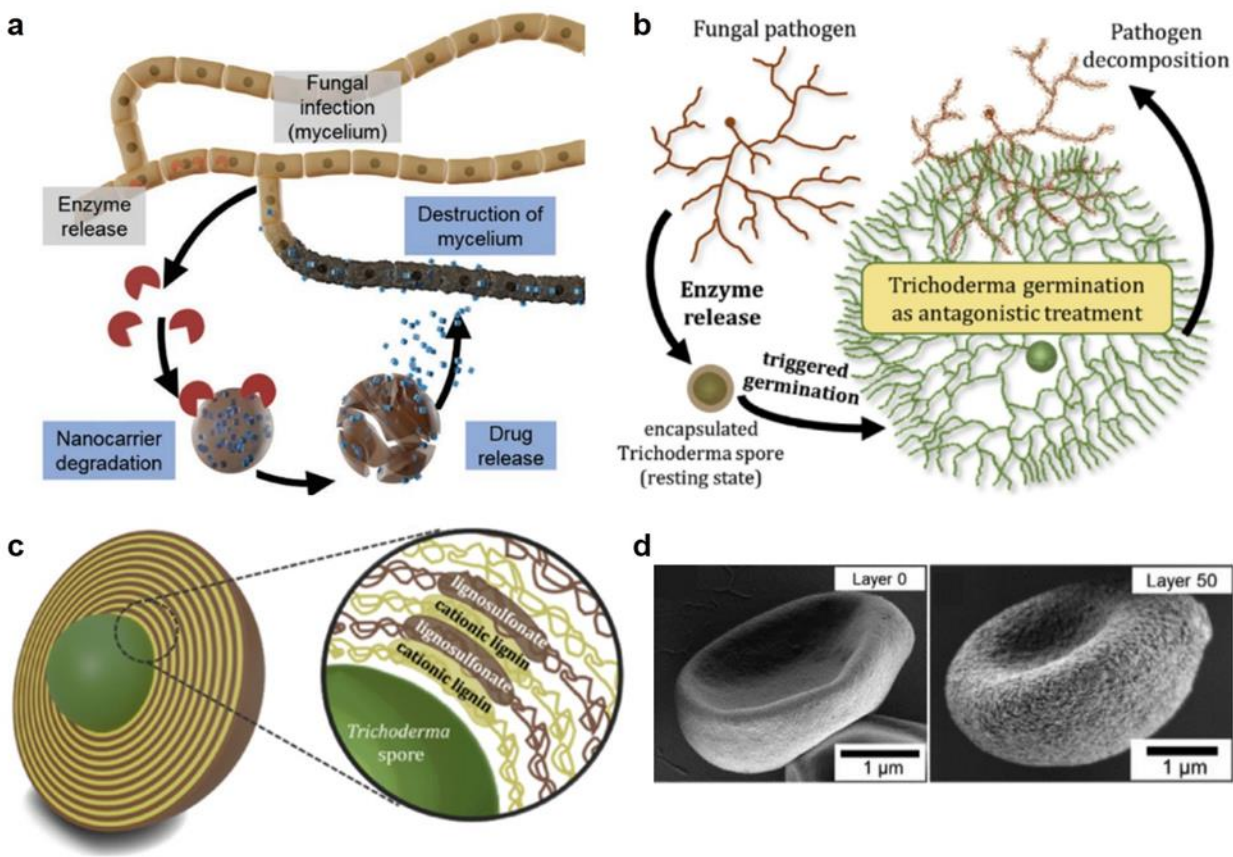 a
Fungal
infection
(mycelium)
Enzyme
release
Destruction of
mycelium
Nanocarrier
degradation
Drug
release
b
Fungal pathogen
Pathogen
decomposition
Enzyme
release
Trichoderma germination
as antagonistic treatment
triggered
germination
encapsulated
Trichoderma spore
(resting state)
c
lignosulfonate
cationic lignin
lignosulfonate
cationic lignin
Trichoderma
spore
d
Layer 0
1 µm
Layer 50
1 µm